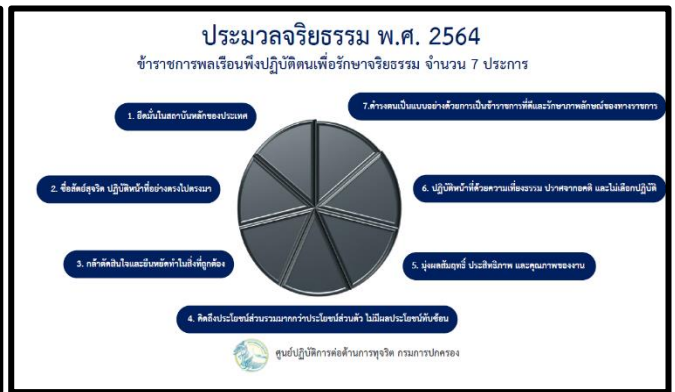 ประมวลจริยธรรม พ.ศ. 2564
ข้าราชการพลเรือนพึงปฏิบัติตนเพื่อรักษาจริยธรรม จำนวน 7 ประการ
1. ยึดมั่นในสถาบันหลักของประเทศ
2. ซื่อสัตย์สุจริต ปฏิบัติหน้าที่อย่างตรงไปตรงมา
3. กล้าตัดสินใจและยืนหยัดทำในสิ่งที่ถูกต้อง
4. คิดถึงประโยชน์ส่วนรวมมากกว่าประโยชน์ส่วนตัว ไม่มีผลประโยชน์ทับซ้อน
5. มุ่งผลสัมฤทธิ์ ประสิทธิภาพ และคุณภาพของงาน
6. ปฏิบัติหน้าที่ด้วยความเที่ยงธรรม ปราศจากอคติ และไม่เลือกปฏิบัติ
7.ดำรงตนเป็นแบบอย่างด้วยการเป็นข้าราชการที่ดีและรักษาภาพลักษณ์ของทางราชการ
ศูนย์ปฏิบัติการต่อต้านการทุจริต กรมการปกครอง